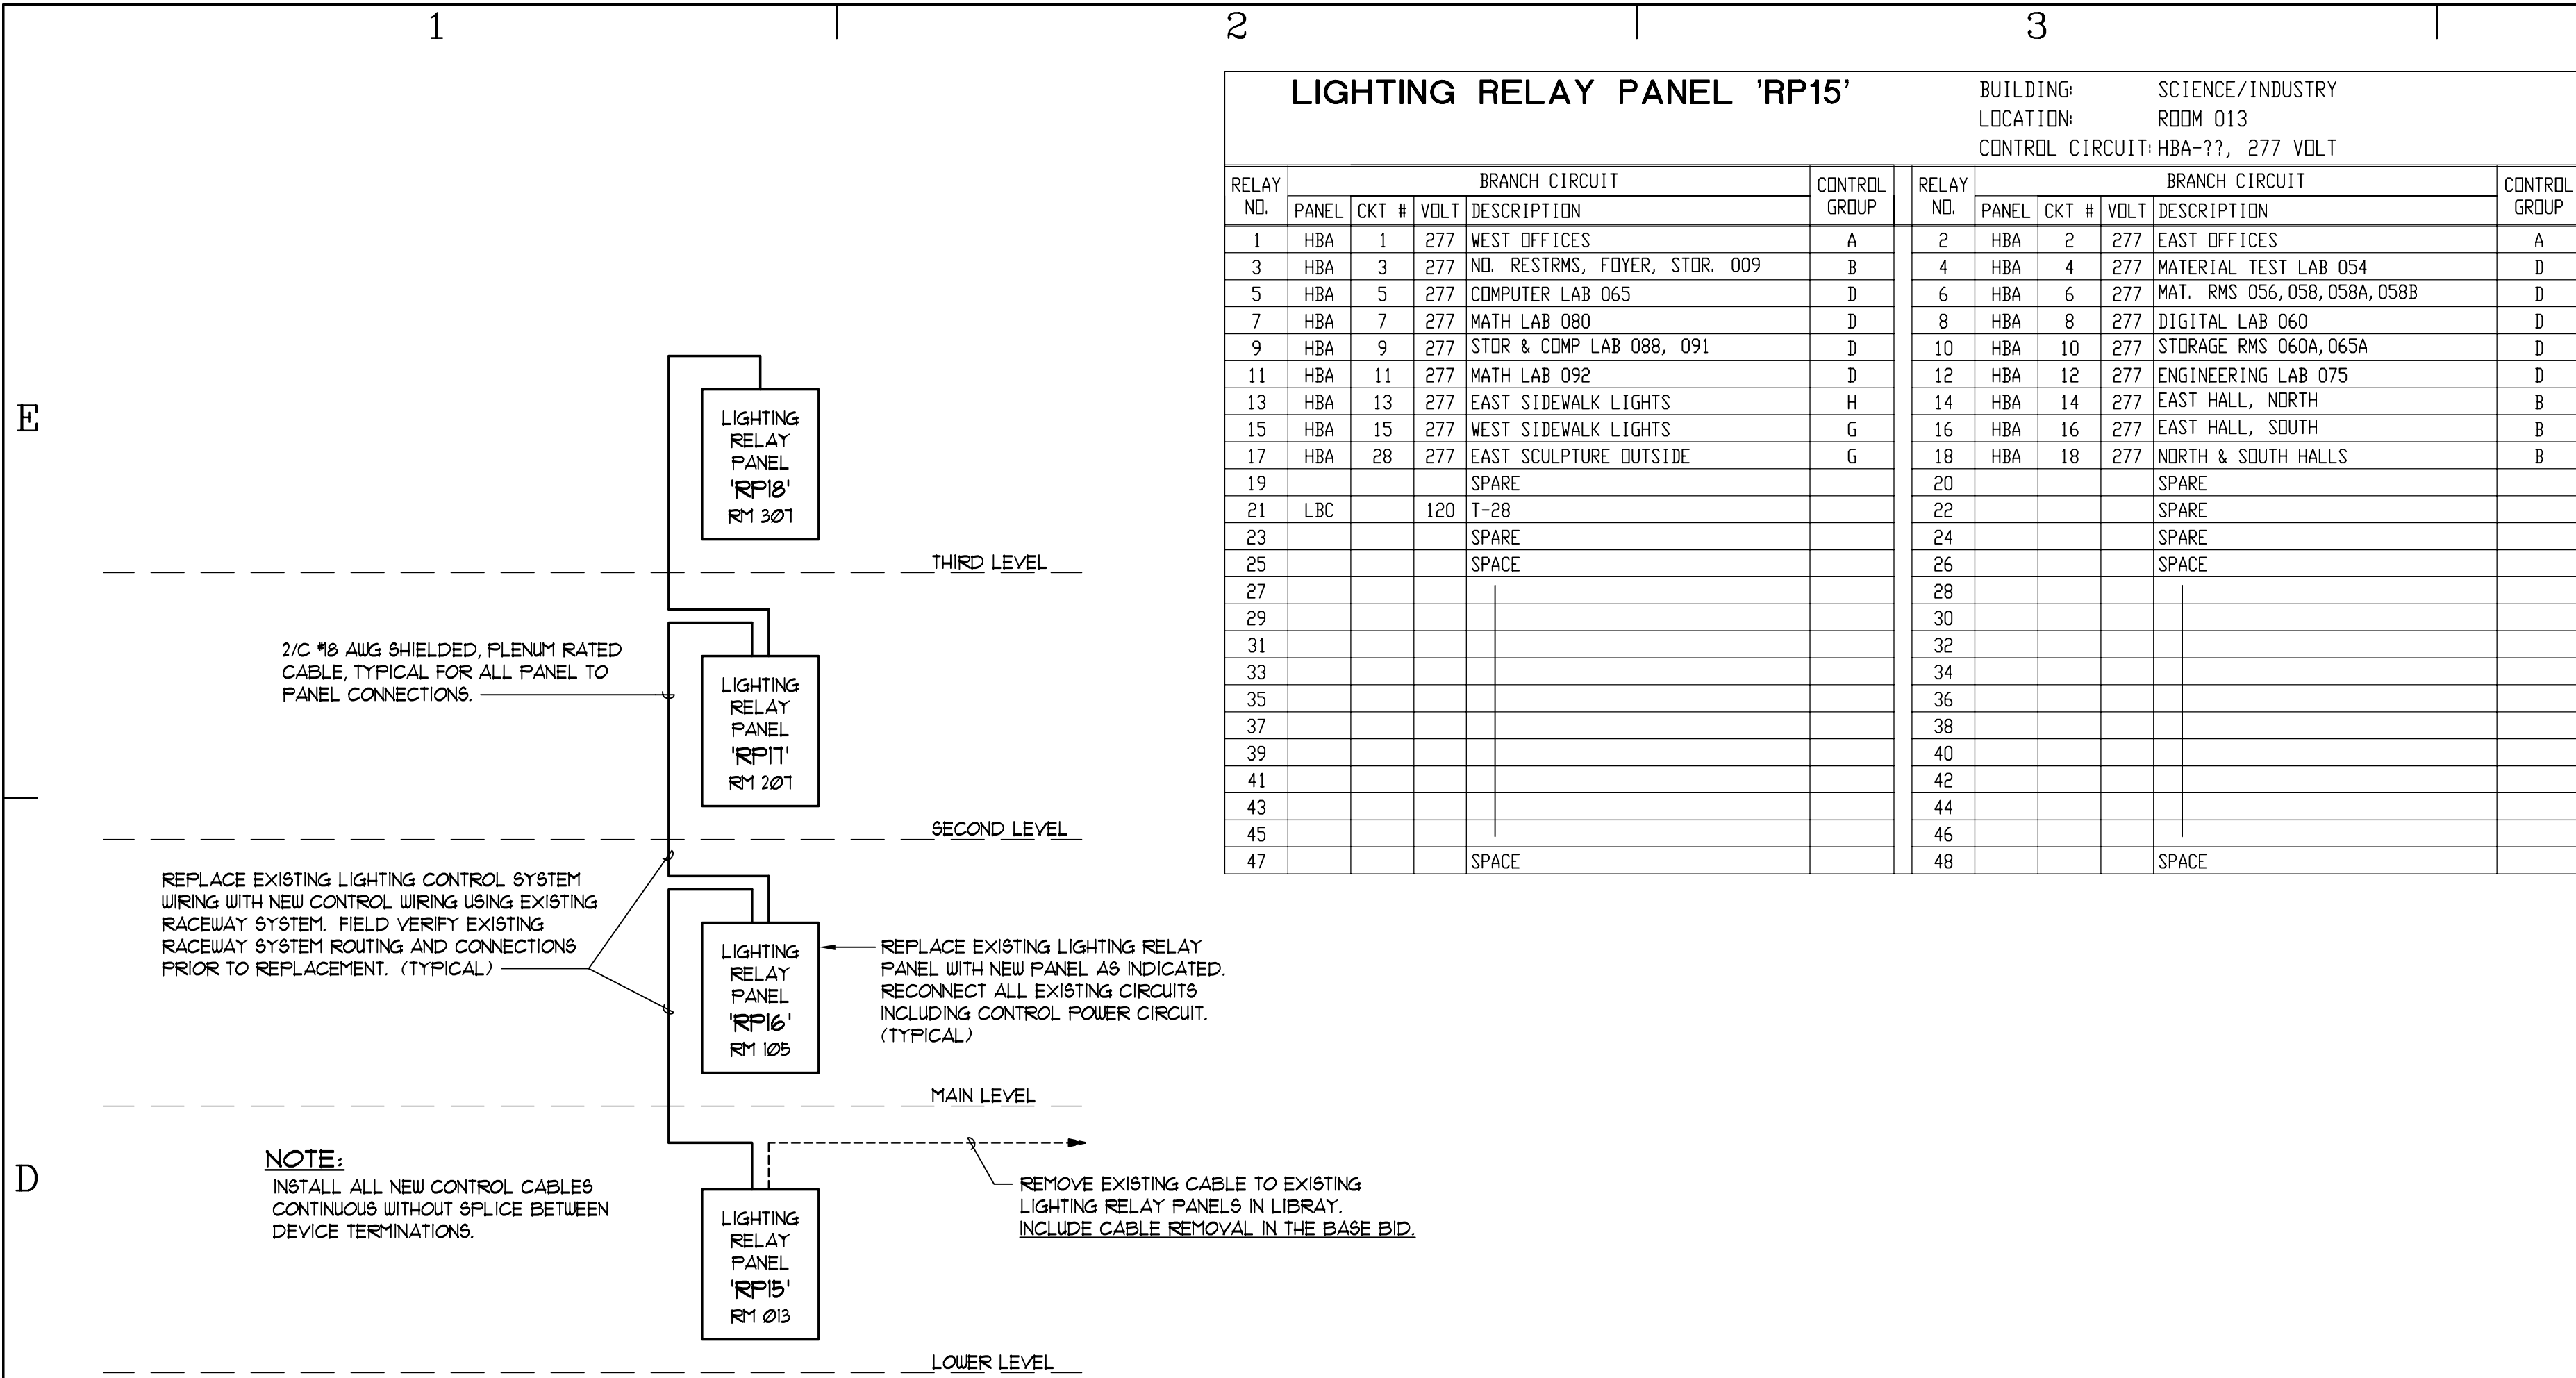 1 2 3
E
D
LIGHTING RELAY PANEL 'RP15'
BUILDING: SCIENCE/INDUSTRY
LOCATION: ROOM 013
CONTROL CIRCUIT: HBA-??, 277 VOLT
RELAY NO. BRANCH CIRCUIT CONTROL GROUP RELAY NO. BRANCH CIRCUIT CONTROL GROUP
PANEL CKT # VOLT DESCRIPTION PANEL CKT # VOLT DESCRIPTION
1 HBA 1 277 WEST OFFICES A 2 HBA 2 277 EAST OFFICES A
3 HBA 3 277 NO. RESTRMS, FOYER, STOR. 009 B 4 HBA 4 277 MATERIAL TEST LAB 054 D
5 HBA 5 277 COMPUTER LAB 065 D 6 HBA 6 277 MAT. RMS 056,058,058A,058B D
7 HBA 7 277 MATH LAB 080 D 8 HBA 8 277 DIGITAL LAB 060 D
9 HBA 9 277 STOR & COMP LAB 088, 091 D 10 HBA 10 277 STORAGE RMS 060A,065A D
11 HBA 11 277 MATH LAB 092 D 12 HBA 12 277 ENGINEERING LAB 075 D
13 HBA 13 277 EAST SIDEWALK LIGHTS H 14 HBA 14 277 EAST HALL, NORTH B
15 HBA 15 277 WEST SIDEWALK LIGHTS G 16 HBA 16 277 EAST HALL, SOUTH B
17 HBA 28 277 EAST SCULPTURE OUTSIDE G 18 HBA 18 277 NORTH & SOUTH HALLS B
19 SPARE 20 SPARE
21 LBC 120 T-28 22 SPARE
23 SPARE 24 SPARE
25 SPACE 26 SPACE
27 28
29 30
31 32
33 34
35 36
37 38
39 40
41 42
43 44
45 46
47 SPACE 48 SPACE
LIGHTING
RELAY
PANEL
'RP18'
RM 307
THIRD LEVEL
2/C #18 AWG SHIELDED, PLENUM RATED
CABLE, TYPICAL FOR ALL PANEL TO
PANEL CONNECTIONS.
LIGHTING
RELAY
PANEL
'RP17'
RM 207
SECOND LEVEL
REPLACE EXISTING LIGHTING CONTROL SYSTEM
WIRING WITH NEW CONTROL WIRING USING EXISTING
RACEWAY SYSTEM. FIELD VERIFY EXISTING
RACEWAY SYSTEM ROUTING AND CONNECTIONS
PRIOR TO REPLACEMENT. (TYPICAL)
LIGHTING
RELAY
PANEL
'RP16'
RM 105
REPLACE EXISTING LIGHTING RELAY
PANEL WITH NEW PANEL AS INDICATED.
RECONNECT ALL EXISTING CIRCUITS
INCLUDING CONTROL POWER CIRCUIT.
(TYPICAL)
MAIN LEVEL
NOTE:
INSTALL ALL NEW CONTROL CABLES
CONTINUOUS WITHOUT SPLICE BETWEEN
DEVICE TERMINATIONS.
LIGHTING
RELAY
PANEL
'RP15'
RM 013
REMOVE EXISTING CABLE TO EXISTING
LIGHTING RELAY PANELS IN LIBRAY.
INCLUDE CABLE REMOVAL IN THE BASE BID.
LOWER LEVEL